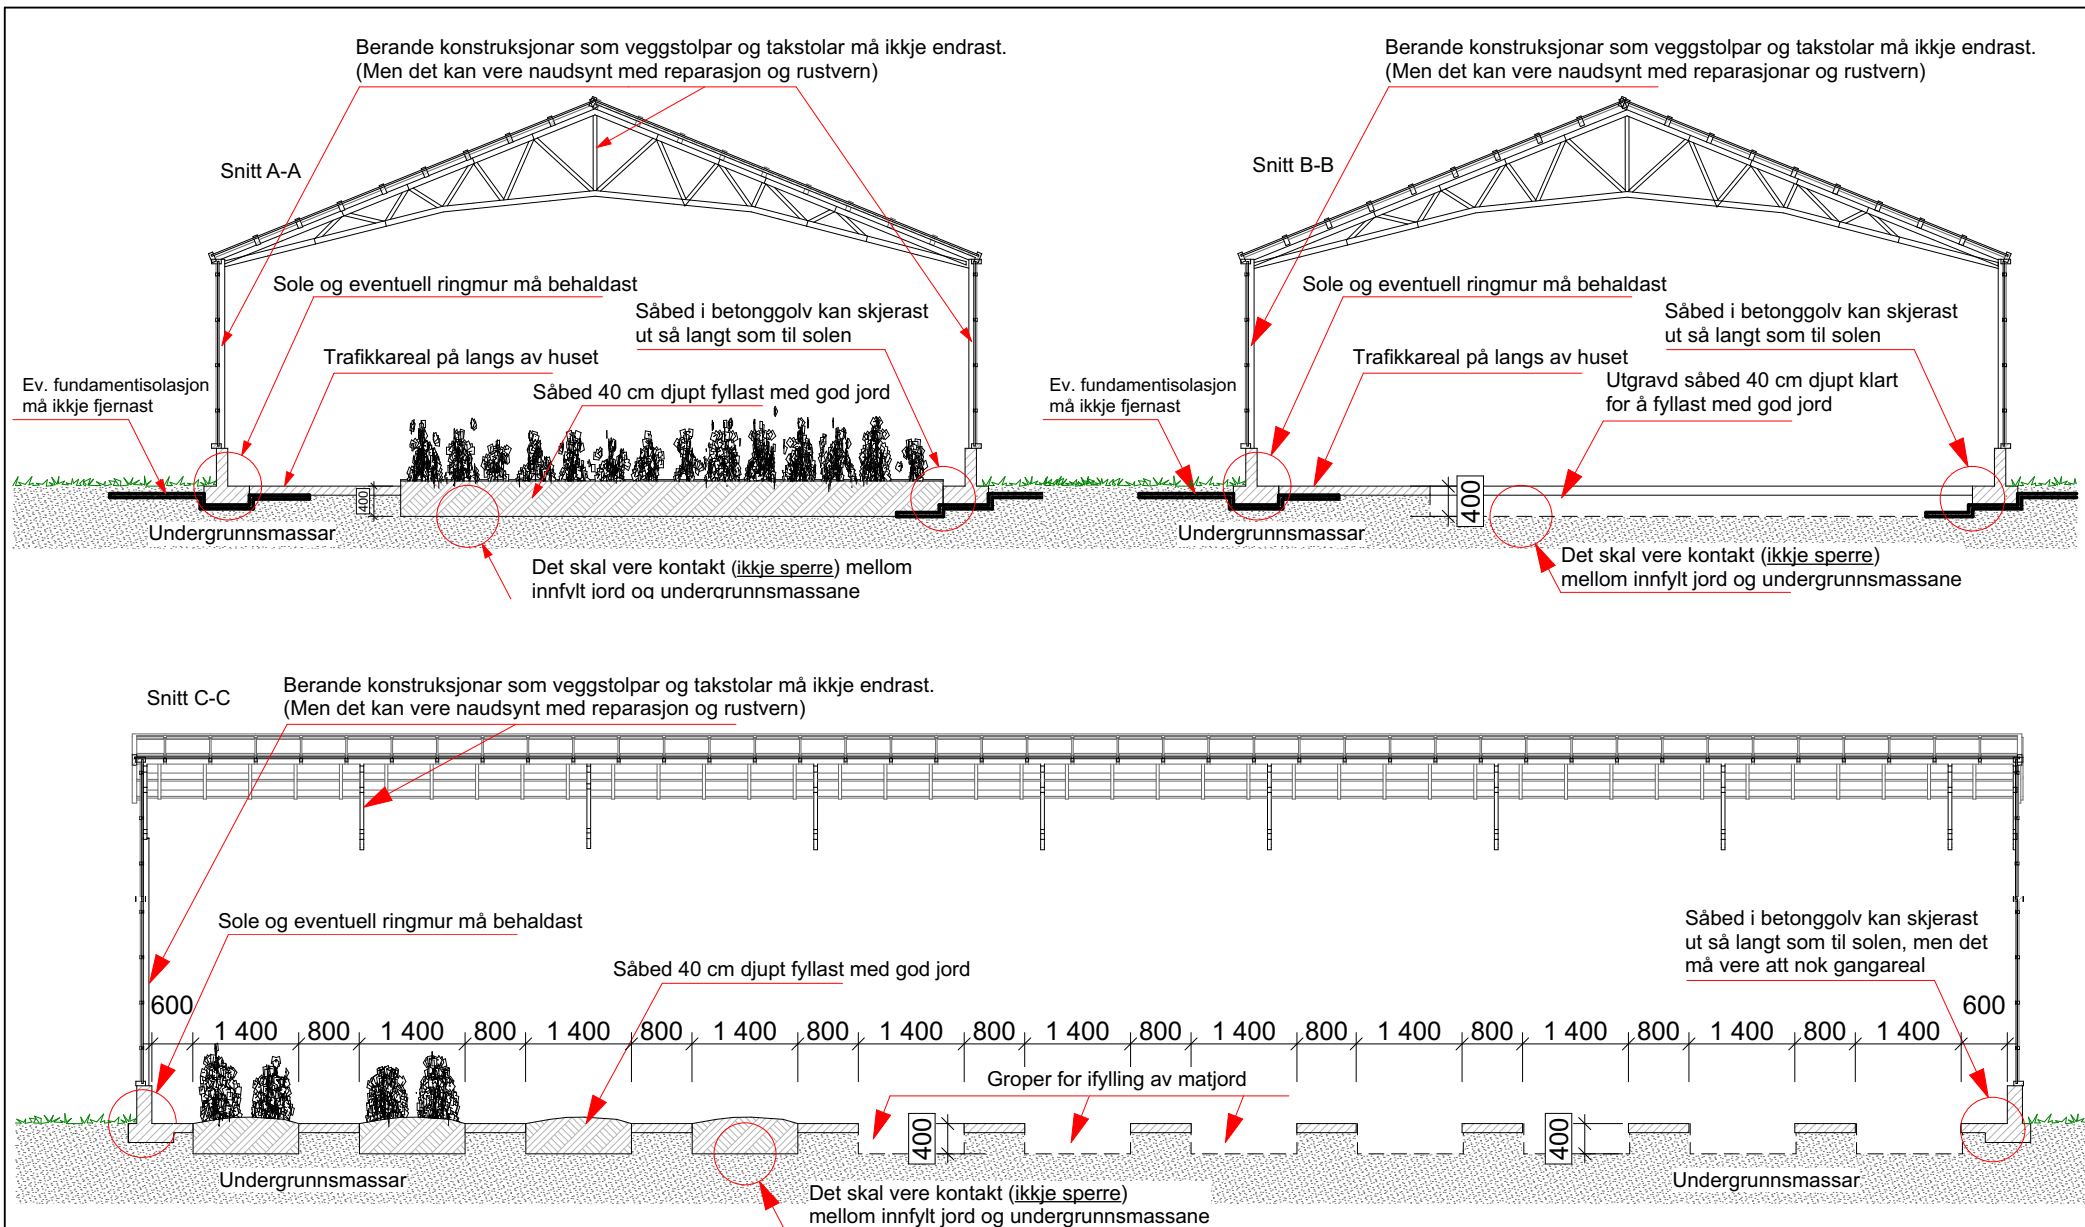 Berande konstruksjonar som veggstolpar og takstolar må ikkje endrast.
(Men det kan vere naudsynt med reparasjon og rustvern)
Snitt A-A
Sole og eventuell ringmur må behaldast
Såbed i betonggolv kan skjerast
ut så langt som til solen
Trafikkareal på langs av huset
Ev. fundamentisolasjon
må ikkje fjernast
Såbed 40 cm djupt fyllast med god jord
400
Undergrunnsmassar
Det skal vere kontakt (ikkje sperre) mellom
innfylt jord og undergrunnsmassane
Berande konstruksjonar som veggstolpar og takstolar må ikkje endrast.
(Men det kan vere naudsynt med reparasjonar og rustvern)
Snitt B-B
Sole og eventuell ringmur må behaldast
Såbed i betonggolv kan skjerast
ut så langt som til solen
Trafikkareal på langs av huset
Ev. fundamentisolasjon
må ikkje fjernast
Utgravd såbed 40 cm djupt klart
for å fyllast med god jord
400
Undergrunnsmassar
Det skal vere kontakt (ikkje sperre)
mellom innfylt jord og undergrunnsmassane
Snitt C-C
Berande konstruksjonar som veggstolpar og takstolar må ikkje endrast.
(Men det kan vere naudsynt med reparasjon og rustvern)
Sole og eventuell ringmur må behaldast
Såbed 40 cm djupt fyllast med god jord
Såbed i betonggolv kan skjerast
ut så langt som til solen, men det
må vere att nok gangareal
600 1 400 800 1 400 800 1 400 800 1 400 800 1 400 800 1 400 800 1 400 800 1 400 800 1 400 800 1 400 800 1 400 600
Groper for ifylling av matjord
400
400
Undergrunnsmassar
Undergrunnsmassar
Det skal vere kontakt (ikkje sperre)
mellom innfylt jord og undergrunnsmassane